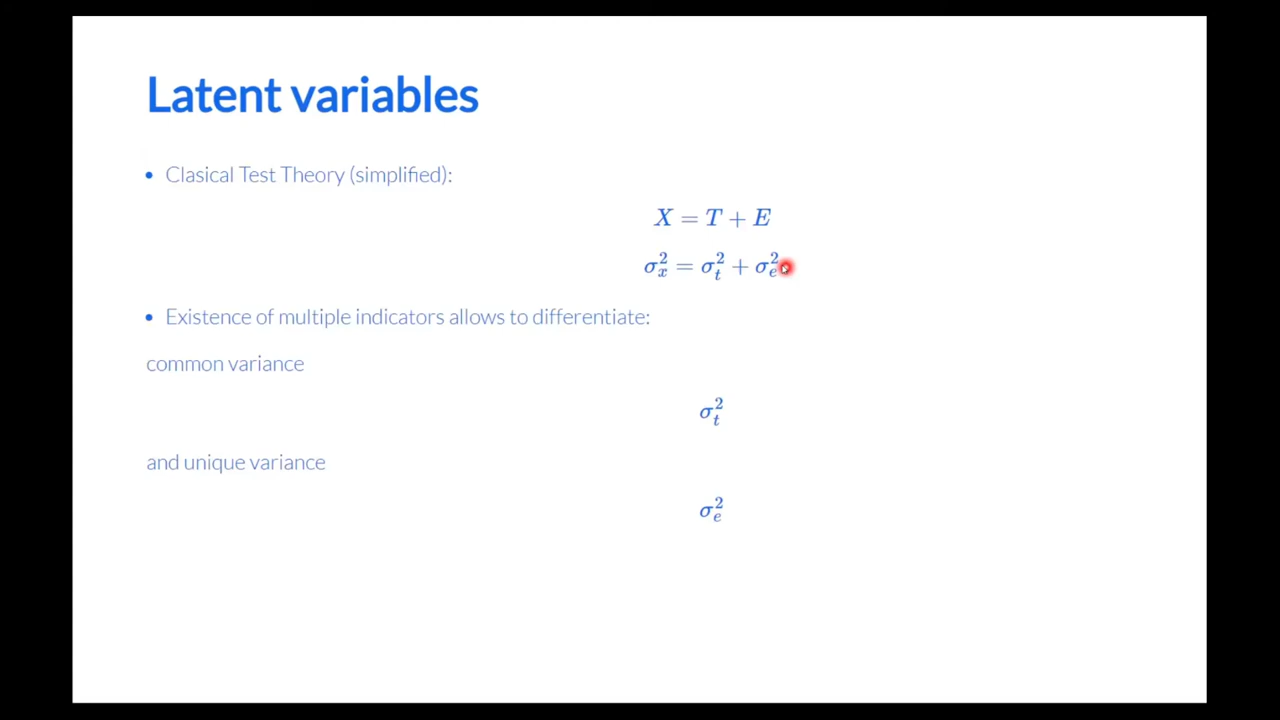 Latent variables
• Clasical Test Theory (simplified):
X = T + E
σ²ₓ = σ²ₜ + σ²ₑ
• Existence of multiple indicators allows to differentiate:
common variance
σ²ₜ
and unique variance
σ²ₑ